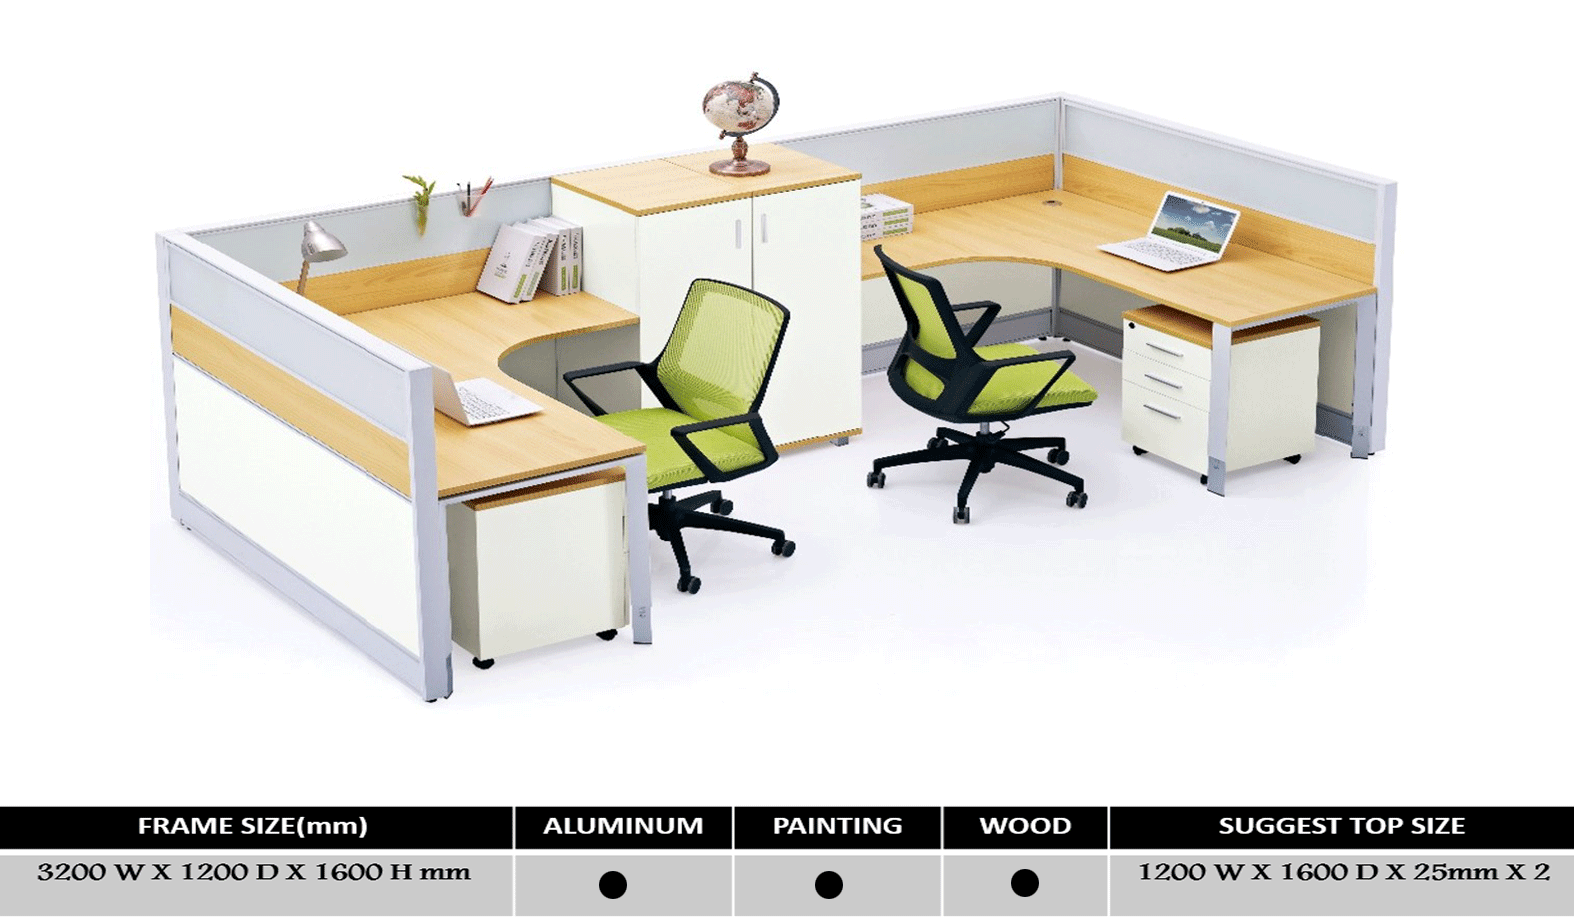 FRAME SIZE(mm) ALUMINUM PAINTING WOOD SUGGEST TOP SIZE
3200 W X 1200 D X 1600 H mm ● ● ● 1200 W X 1600 D X 25mm X 2